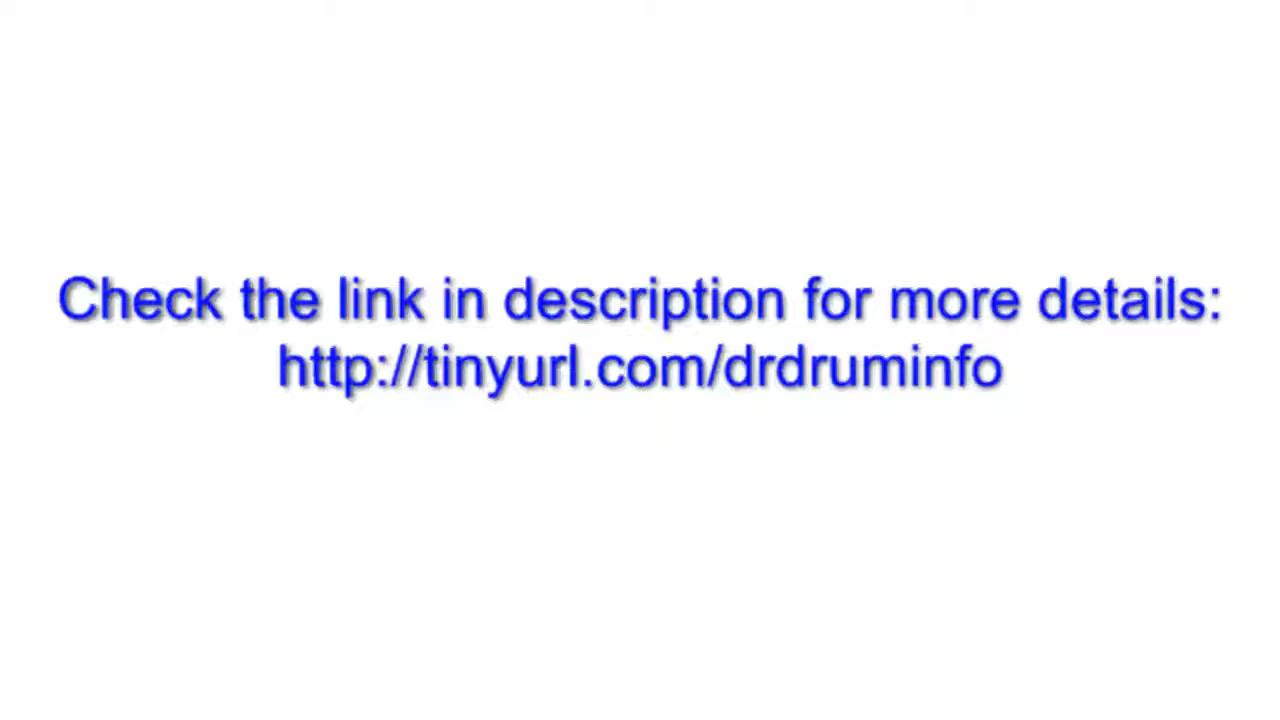 Check the link in description for more details:
http://tinyurl.com/drdruminfo